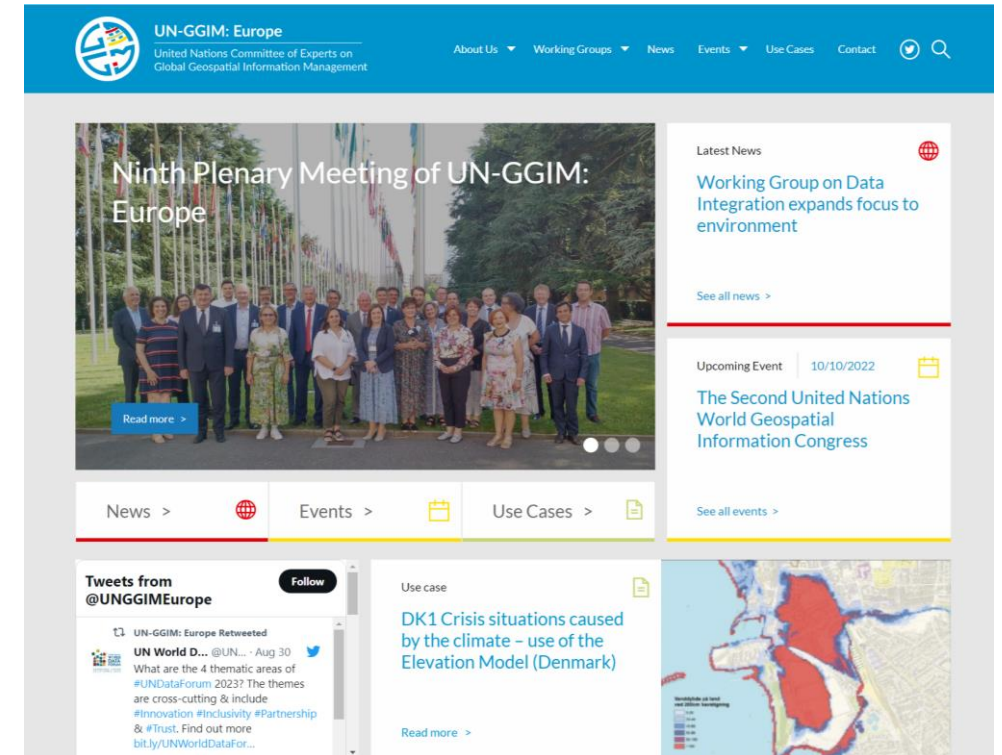 UN-GGIM: Europe
United Nations Committee of Experts on
Global Geospatial Information Management
About Us
Working Groups
News
Events
Use Cases
Contact
Ninth Plenary Meeting of UN-GGIM:
Europe
Read more >
Latest News
Working Group on Data
Integration expands focus to
environment
See all news >
Upcoming Event 10/10/2022
The Second United Nations
World Geospatial
Information Congress
See all events >
News >
Events >
Use Cases >
Tweets from
@UNGGIMEurope
Follow
UN-GGIM: Europe Retweeted
UN World D... @UN... · Aug 30
What are the 4 thematic areas of
#UNDataForum 2023? The themes
are cross-cutting & include
#Innovation #Inclusivity #Partnership
& #Trust. Find out more
bit.ly/UNWorldDataFor...
Use case
DK1 Crisis situations caused
by the climate – use of the
Elevation Model (Denmark)
Read more >